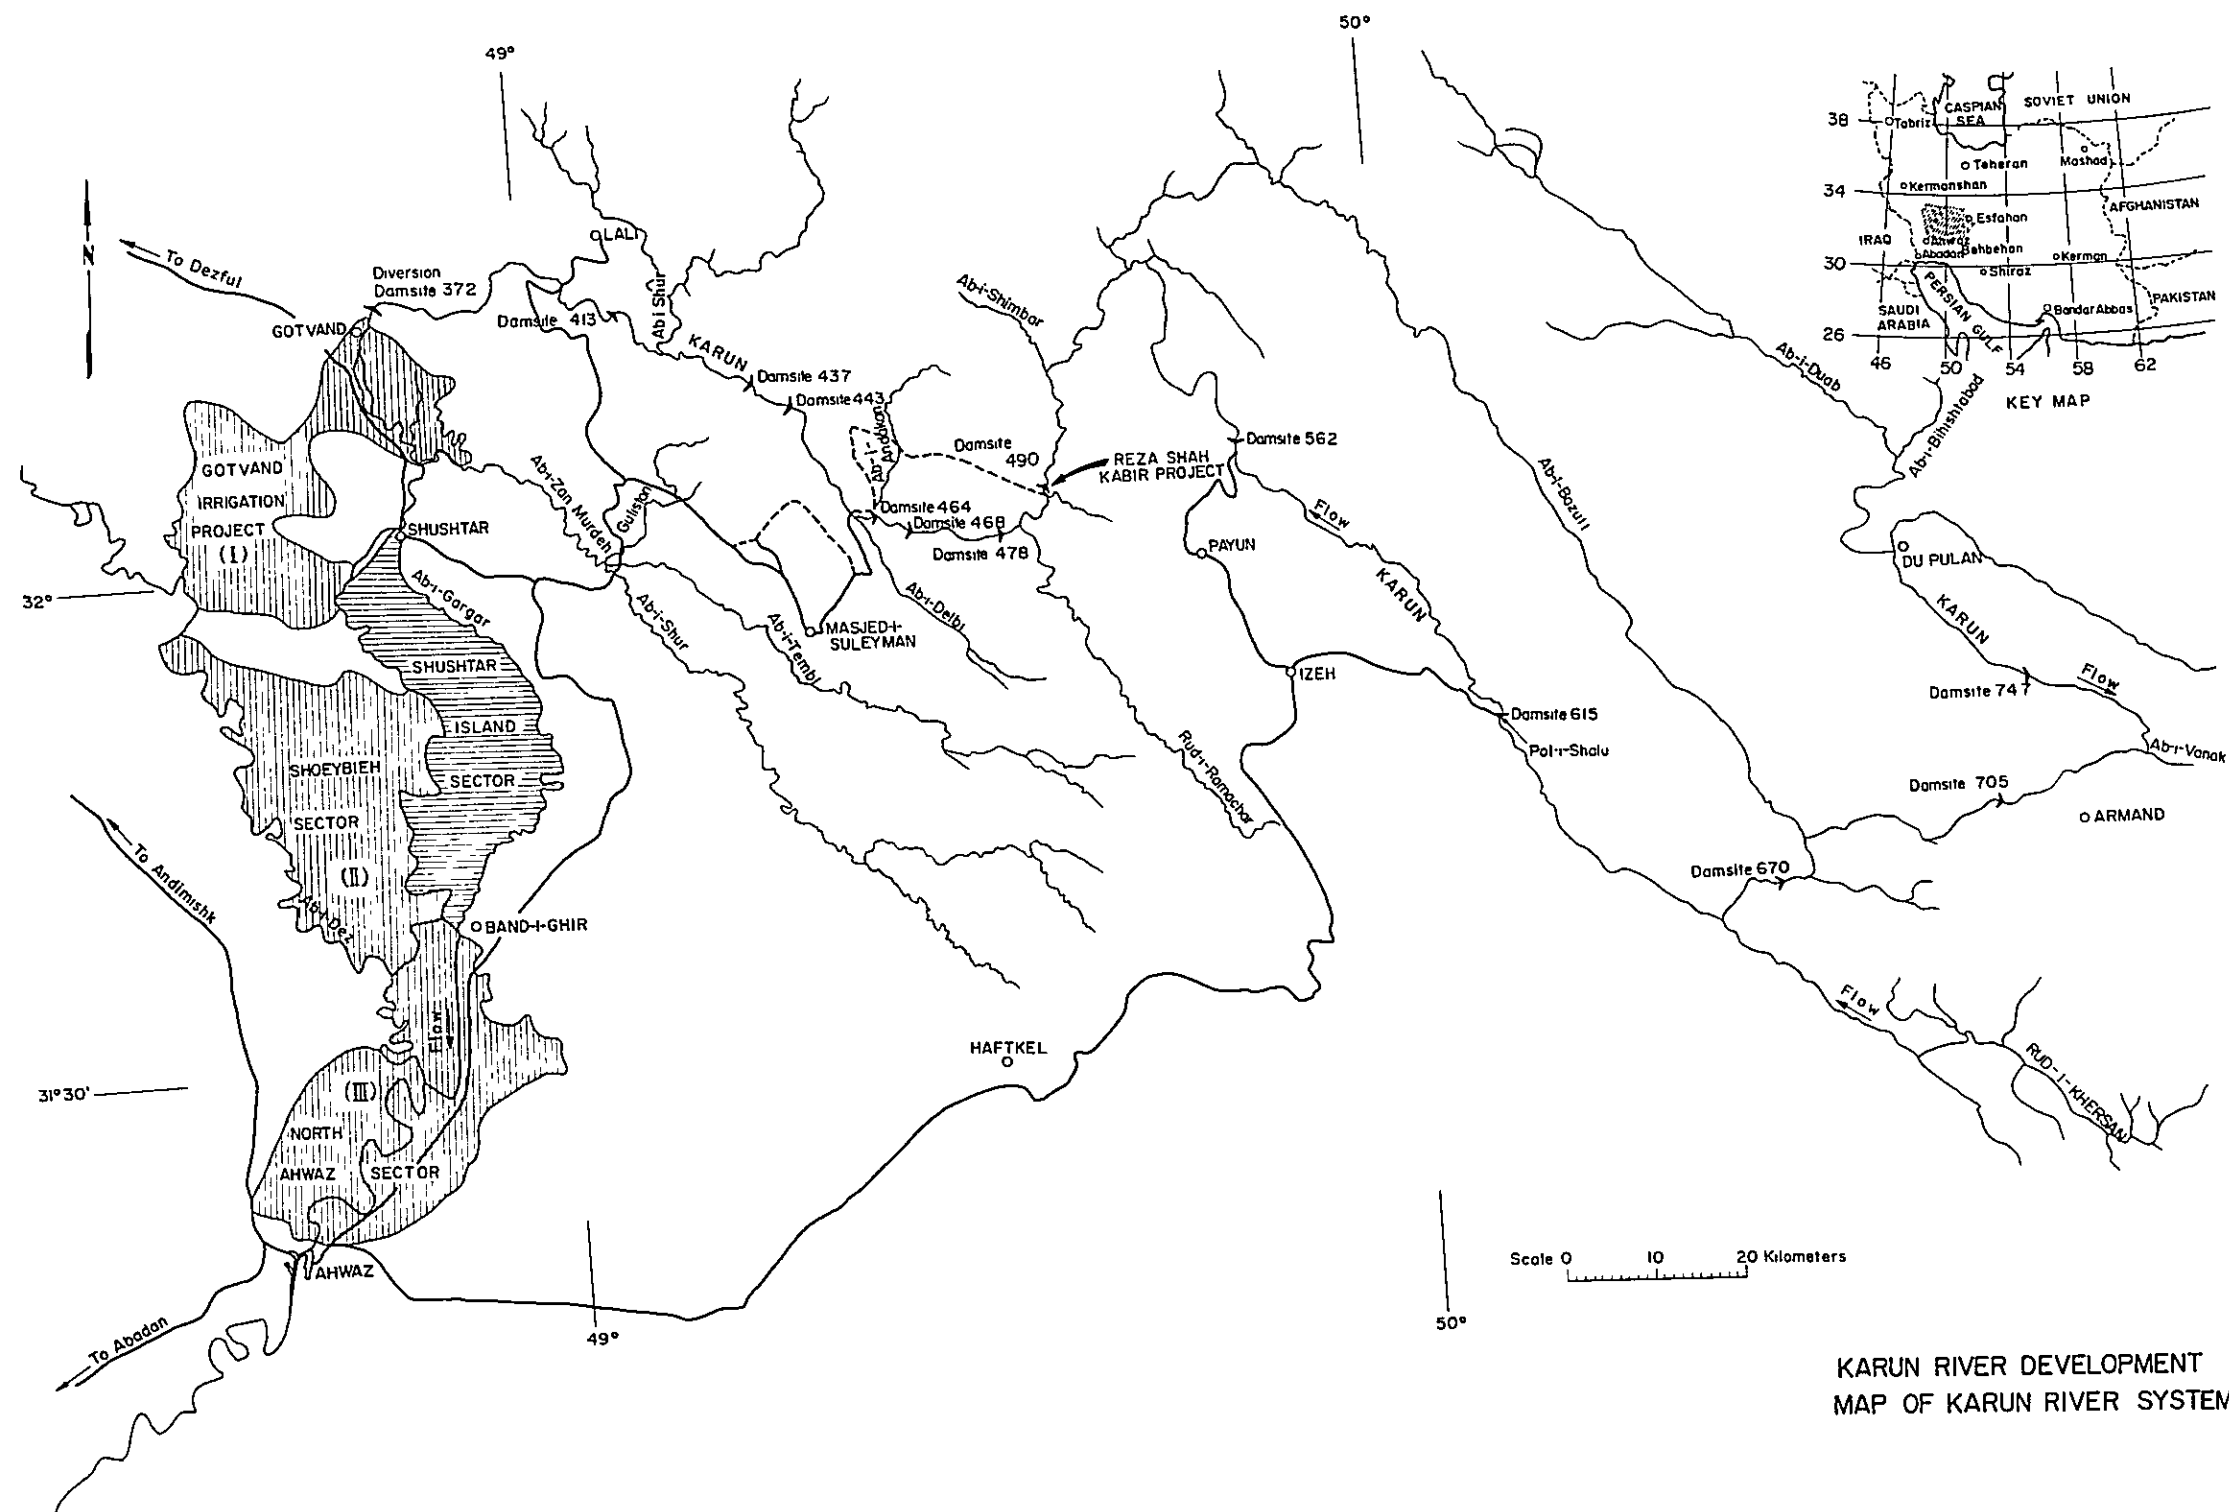 49°
50°
N
To Dezful
LALI
Diversion
Damsite 372
GOTVAND
Damsite 413
Abi Shur
KARUN
Damsite 437
Damsite 443
Ab-i-Shimbar
Ab-i-
Andakan
Damsite
490
REZA SHAH
KABIR PROJECT
Damsite 562
Flow
PAYUN
KARUN
Ab-i-Bazuft
Damsite 464
Damsite 468
Damsite 478
Ab-i-Zan Murdeh
Gulistan
GOTVAND
IRRIGATION
PROJECT
(I)
SHUSHTAR
32°
Ab-i-Gargar
Ab-i-Shur
Ab-i-Tembi
Ab-i-Delbi
MASJED-I-
SULEYMAN
IZEH
Damsite 615
Pol-i-Shalu
Rud-i-Ramachar
SHUSHTAR
ISLAND
SECTOR
SHOEYBIEH
SECTOR
(II)
Ab-i-Dez
BAND-I-GHIR
To Andimishk
Flow
31°30'
(III)
NORTH
AHWAZ SECTOR
AHWAZ
To Abadan
HAFTKEL
49°
50°
Ab-i-Duab
Ab-i-Bihishtabad
DU PULAN
KARUN
Damsite 747
Flow
Ab-i-Vanak
Damsite 705
ARMAND
Damsite 670
Flow
RUD-I-KHERSAN
Scale 0 10 20 Kilometers
38
34
30
26
46 50 54 58 62
CASPIAN
SEA
SOVIET UNION
Tabriz
Teheran
Mashad
Kermanshan
AFGHANISTAN
Esfahan
IRAQ
Ahwaz
Behbehan
Abadan
Kerman
Shiraz
PERSIAN GULF
SAUDI
ARABIA
Bandar Abbas
PAKISTAN
KEY MAP
KARUN RIVER DEVELOPMENT
MAP OF KARUN RIVER SYSTEM